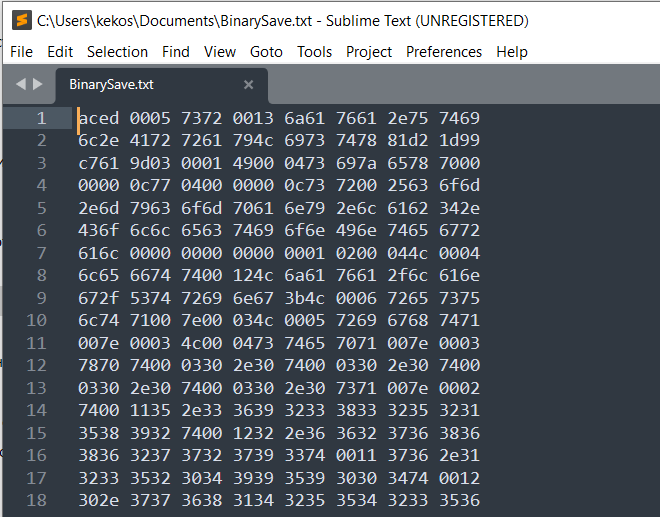 C:\Users\kekos\Documents\BinarySave.txt - Sublime Text (UNREGISTERED)
File Edit Selection Find View Goto Tools Project Preferences Help
BinarySave.txt ×
1 aced 0005 7372 0013 6a61 7661 2e75 7469
2 6c2e 4172 7261 794c 6973 7478 81d2 1d99
3 c761 9d03 0001 4900 0473 697a 6578 7000
4 0000 0c77 0400 0000 0c73 7200 2563 6f6d
5 2e6d 7963 6f6d 7061 6e79 2e6c 6162 342e
6 436f 6c6c 6563 7469 6f6e 496e 7465 6772
7 616c 0000 0000 0000 0001 0200 044c 0004
8 6c65 6674 7400 124c 6a61 7661 2f6c 616e
9 672f 5374 7269 6e67 3b4c 0006 7265 7375
10 6c74 7100 7e00 034c 0005 7269 6768 7471
11 007e 0003 4c00 0473 7465 7071 007e 0003
12 7870 7400 0330 2e30 7400 0330 2e30 7400
13 0330 2e30 7400 0330 2e30 7371 007e 0002
14 7400 1135 2e33 3639 3233 3833 3235 3231
15 3538 3932 7400 1232 2e36 3632 3736 3836
16 3836 3237 3732 3739 3374 0011 3736 2e31
17 3233 3532 3034 3939 3539 3030 3474 0012
18 302e 3737 3638 3134 3235 3534 3233 3536